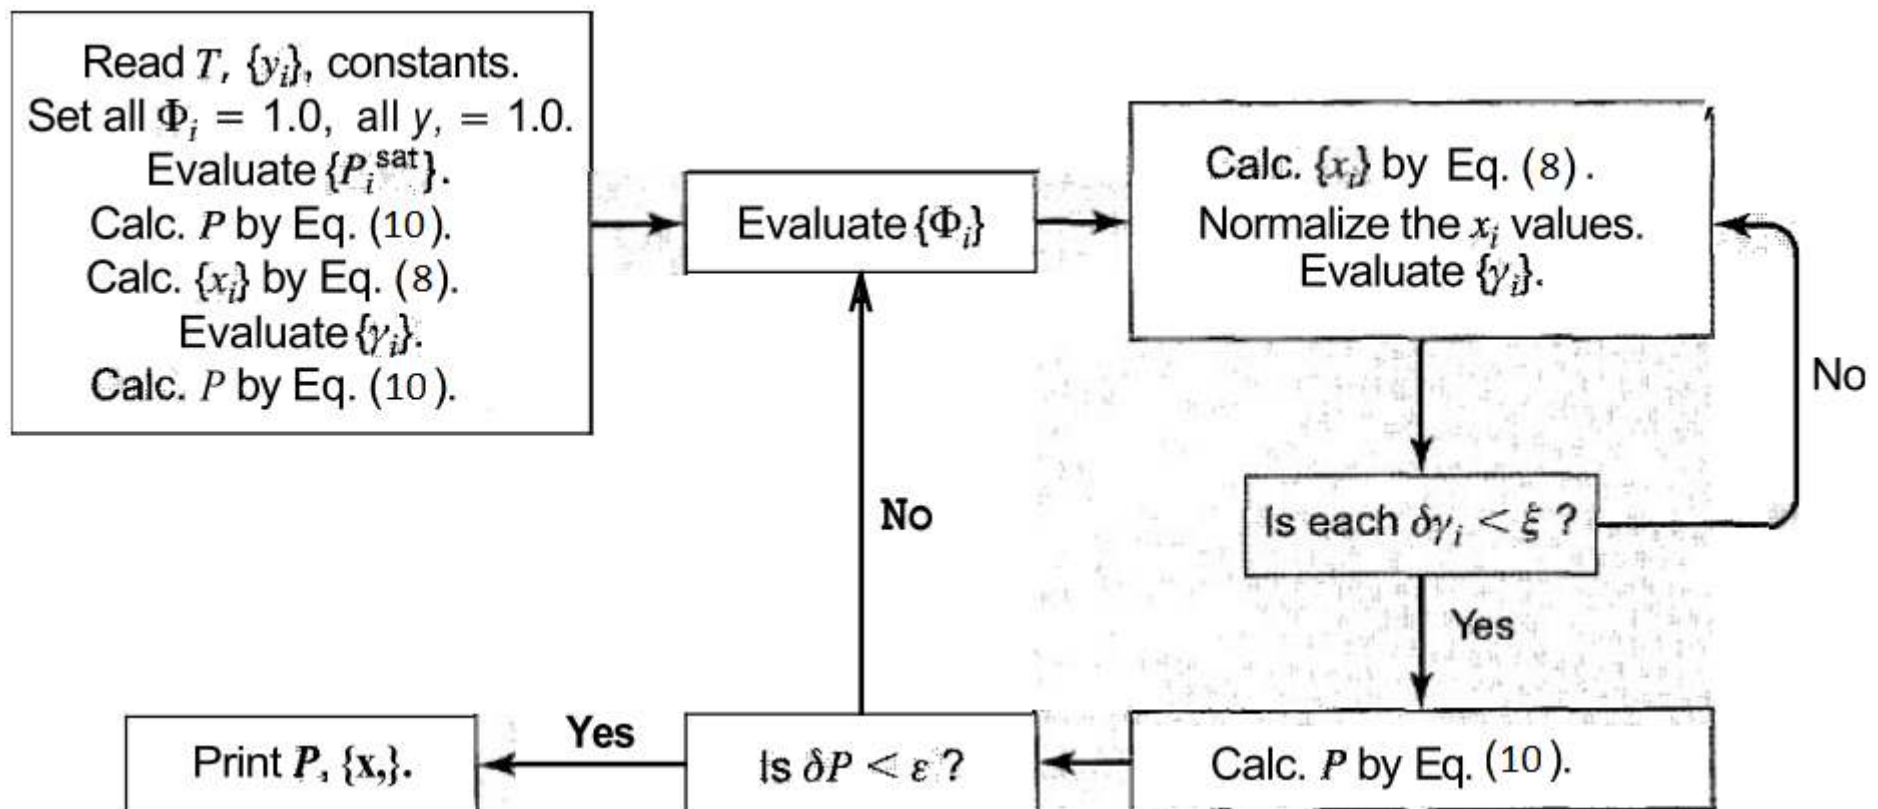 Read T, {yᵢ}, constants.
Set all Φᵢ = 1.0, all y, = 1.0.
Evaluate {Pᵢ^sat}.
Calc. P by Eq. (10).
Calc. {xᵢ} by Eq. (8).
Evaluate {γᵢ}.
Calc. P by Eq. (10).
Evaluate {Φᵢ}
Calc. {xᵢ} by Eq. (8).
Normalize the xᵢ values.
Evaluate {γᵢ}.
No
Is each δγᵢ < ξ ?
Yes
Calc. P by Eq. (10).
Is δP < ε ?
No
Yes
Print P, {x,}.